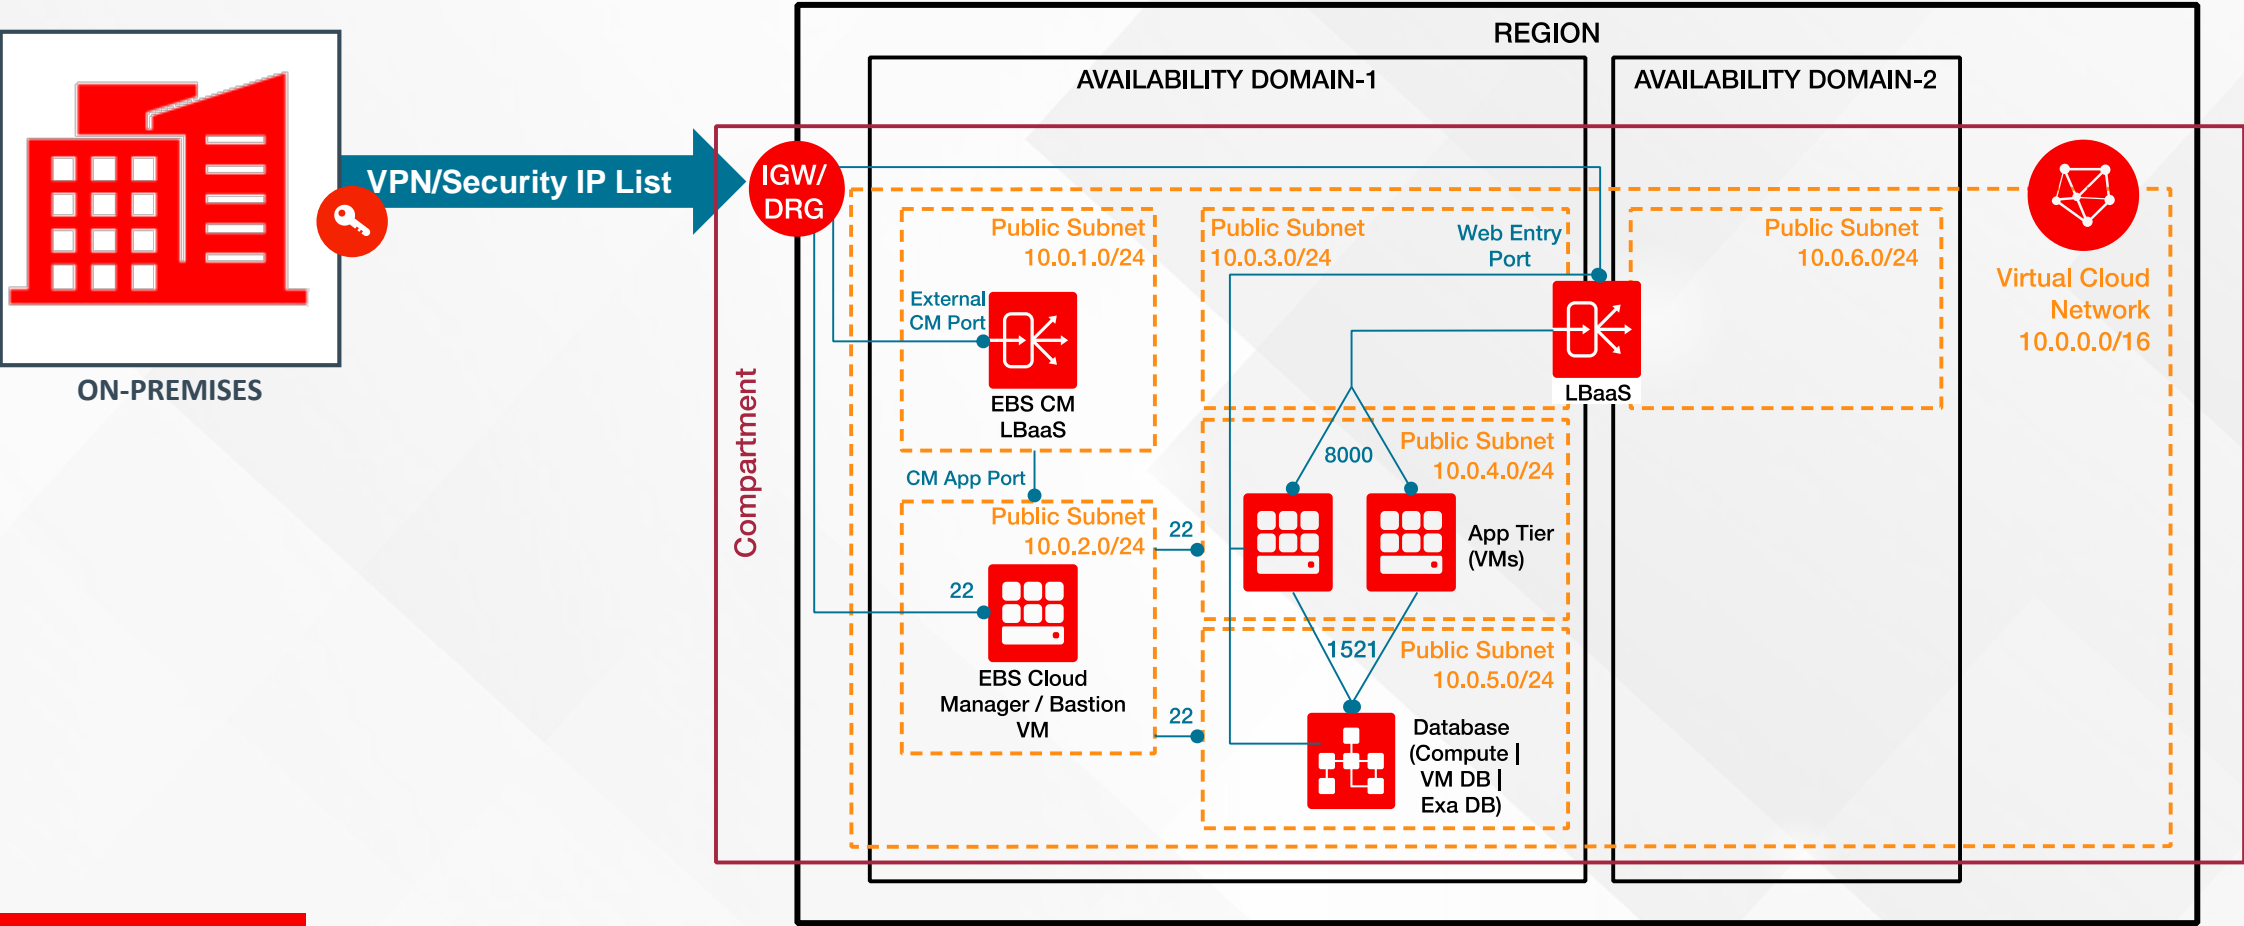 REGION
AVAILABILITY DOMAIN-1
AVAILABILITY DOMAIN-2
VPN/Security IP List
IGW/
DRG
ON-PREMISES
Compartment
Public Subnet
10.0.1.0/24
External
CM Port
EBS CM
LBaaS
CM App Port
Public Subnet
10.0.2.0/24
22
EBS Cloud
Manager / Bastion
VM
22
22
Public Subnet
10.0.3.0/24
Web Entry
Port
LBaaS
Public Subnet
10.0.4.0/24
8000
App Tier
(VMs)
1521
Public Subnet
10.0.5.0/24
Database
(Compute |
VM DB |
Exa DB)
Public Subnet
10.0.6.0/24
Virtual Cloud
Network
10.0.0.0/16